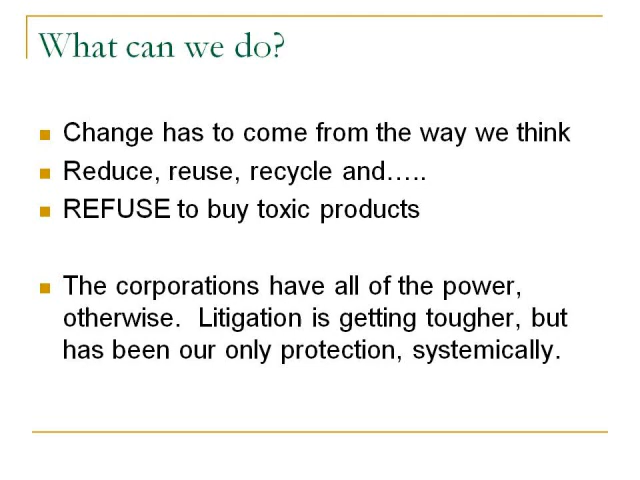 What can we do?
Change has to come from the way we think
Reduce, reuse, recycle and…..
REFUSE to buy toxic products
The corporations have all of the power,
otherwise.  Litigation is getting tougher, but
has been our only protection, systemically.